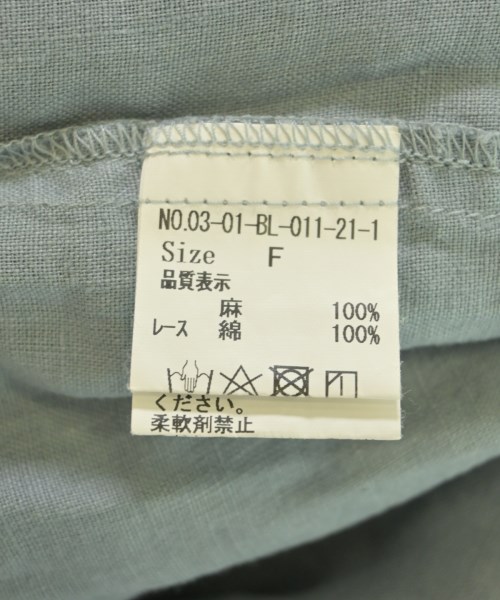 NO.03-01-BL-011-21-1
Size F
品質表示
麻 100%
レース 綿 100%
ください。
柔軟剤禁止